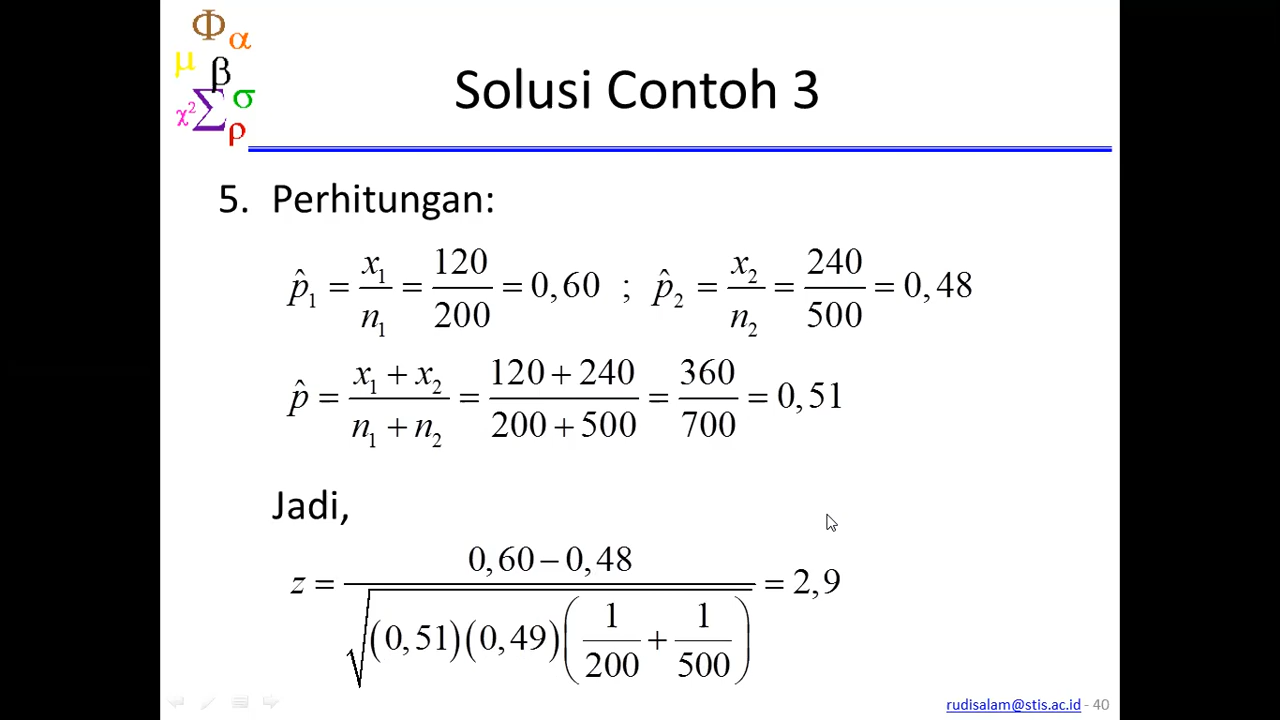 Φ α
μ β
χ² Σ σ
ρ
Solusi Contoh 3
5. Perhitungan:
p̂₁ = x₁/n₁ = 120/200 = 0,60 ; p̂₂ = x₂/n₂ = 240/500 = 0,48
p̂ = (x₁ + x₂)/(n₁ + n₂) = (120 + 240)/(200 + 500) = 360/700 = 0,51
Jadi,
z = (0,60 − 0,48)/√((0,51)(0,49)(1/200 + 1/500)) = 2,9
rudisalam@stis.ac.id - 40